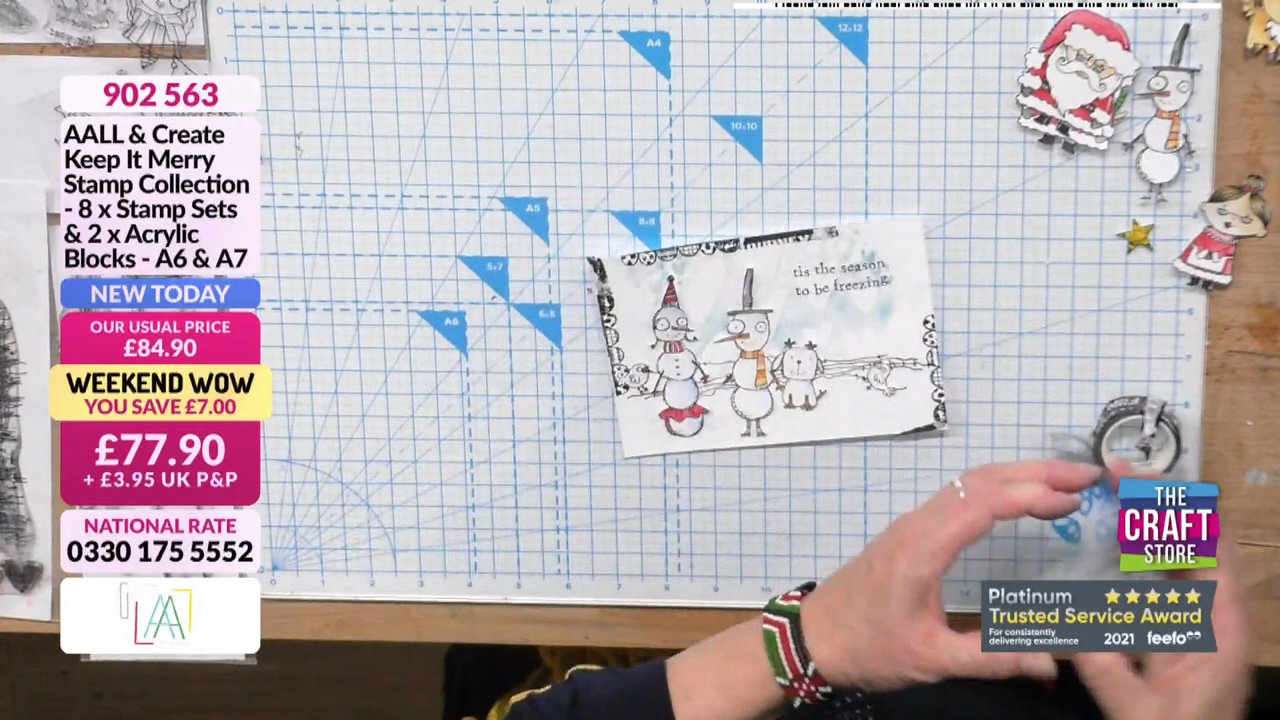 902 563
AALL & Create
Keep It Merry
Stamp Collection
- 8 x Stamp Sets
& 2 x Acrylic
Blocks - A6 & A7
NEW TODAY
OUR USUAL PRICE
£84.90
WEEKEND WOW
YOU SAVE £7.00
£77.90
+ £3.95 UK P&P
NATIONAL RATE
0330 175 5552
A4
12x12
10x10
A5
8x8
5x7
6x6
A6
tis the season
to be freezing
THE
CRAFT
STORE
Platinum
Trusted Service Award
For consistently
delivering excellence
2021 feefo